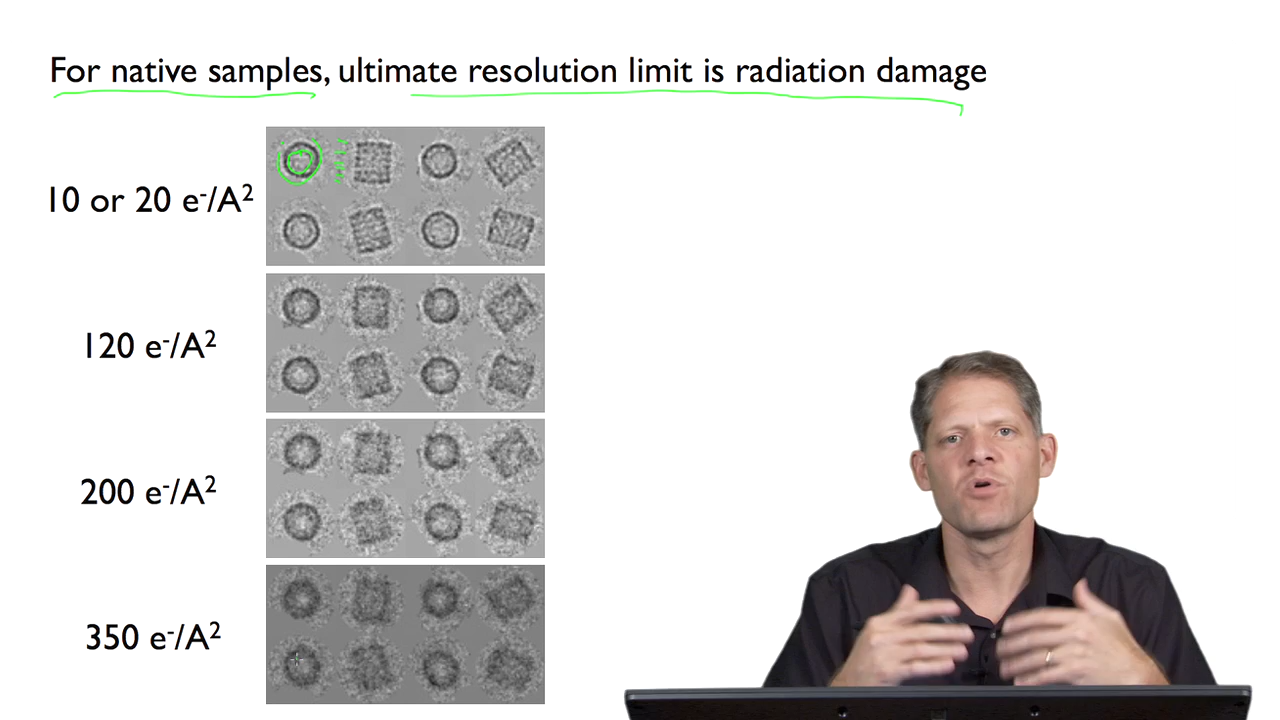 For native samples, ultimate resolution limit is radiation damage
10 or 20 e⁻/A²
120 e⁻/A²
200 e⁻/A²
350 e⁻/A²